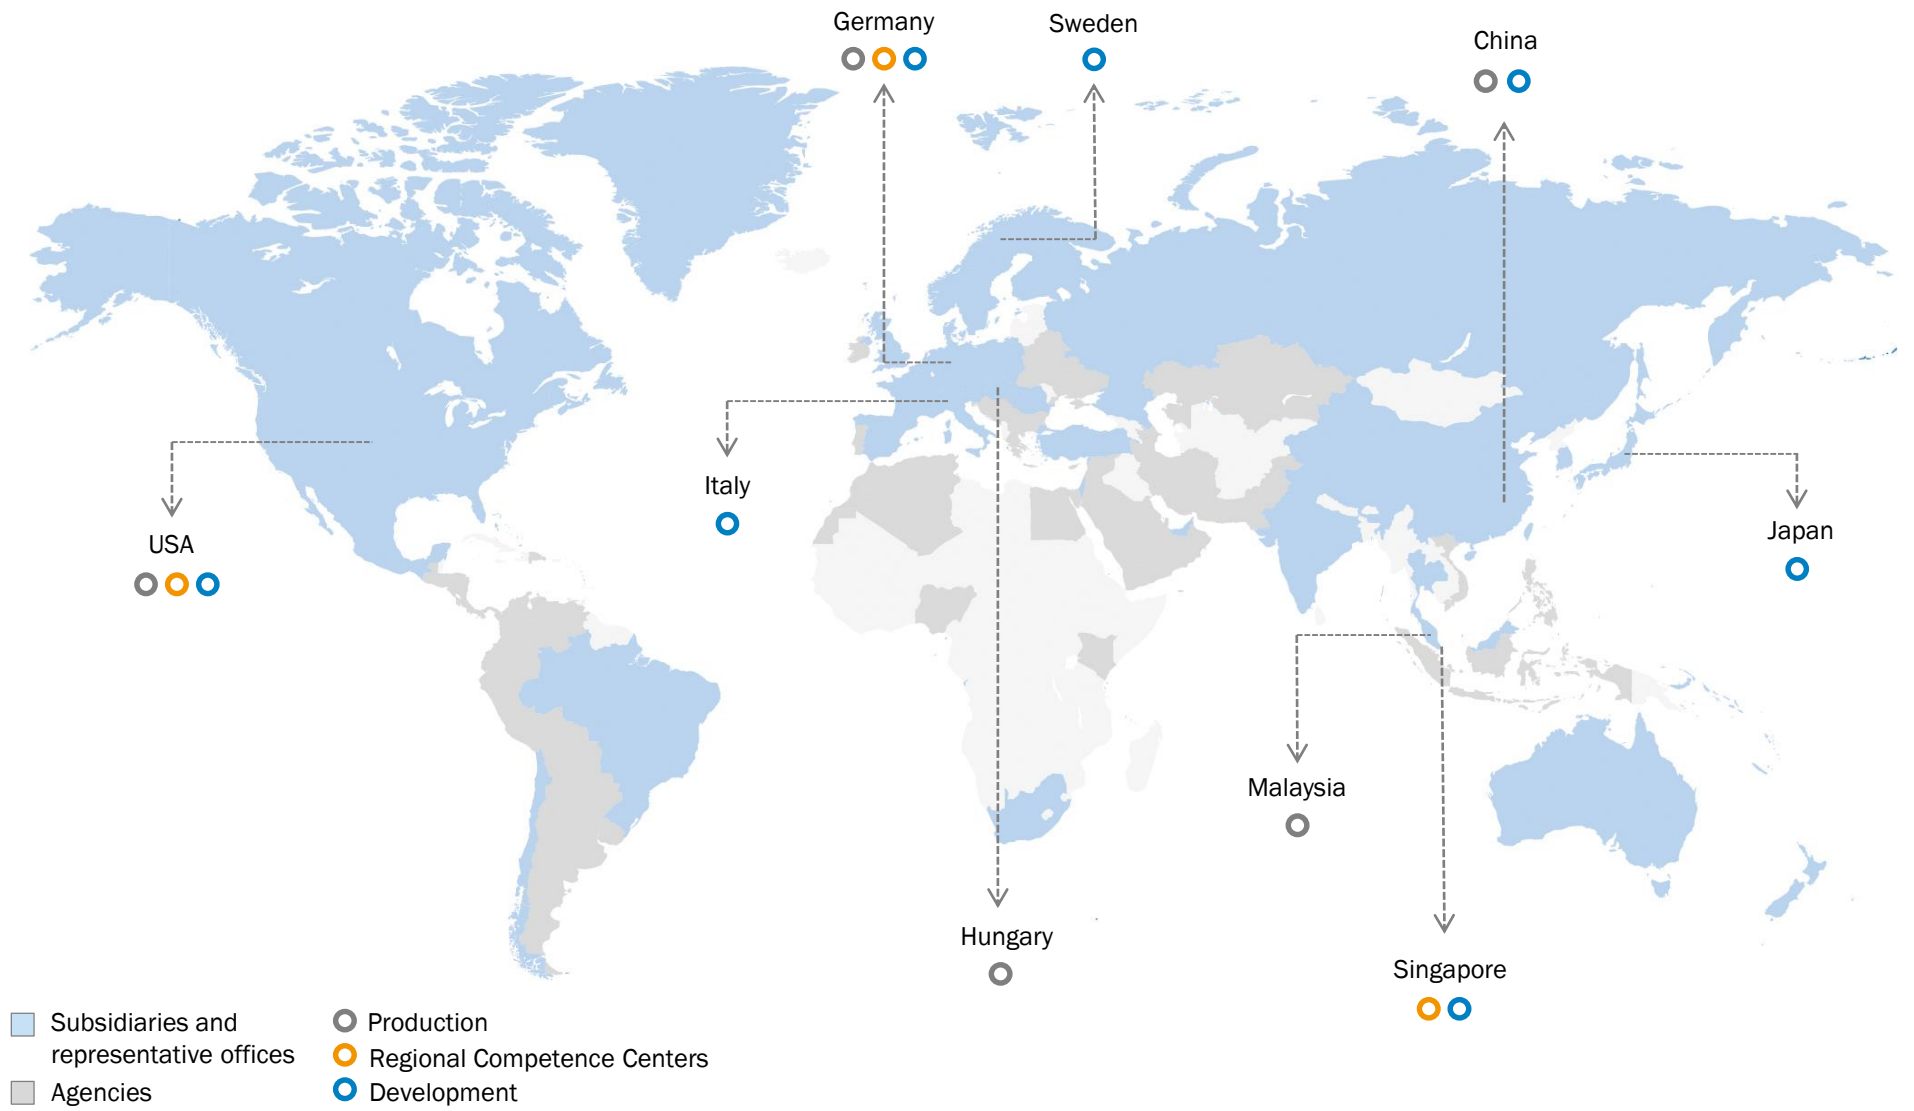 Germany
Sweden
China
Italy
USA
Japan
Malaysia
Hungary
Singapore
Subsidiaries and
representative offices
Agencies
Production
Regional Competence Centers
Development